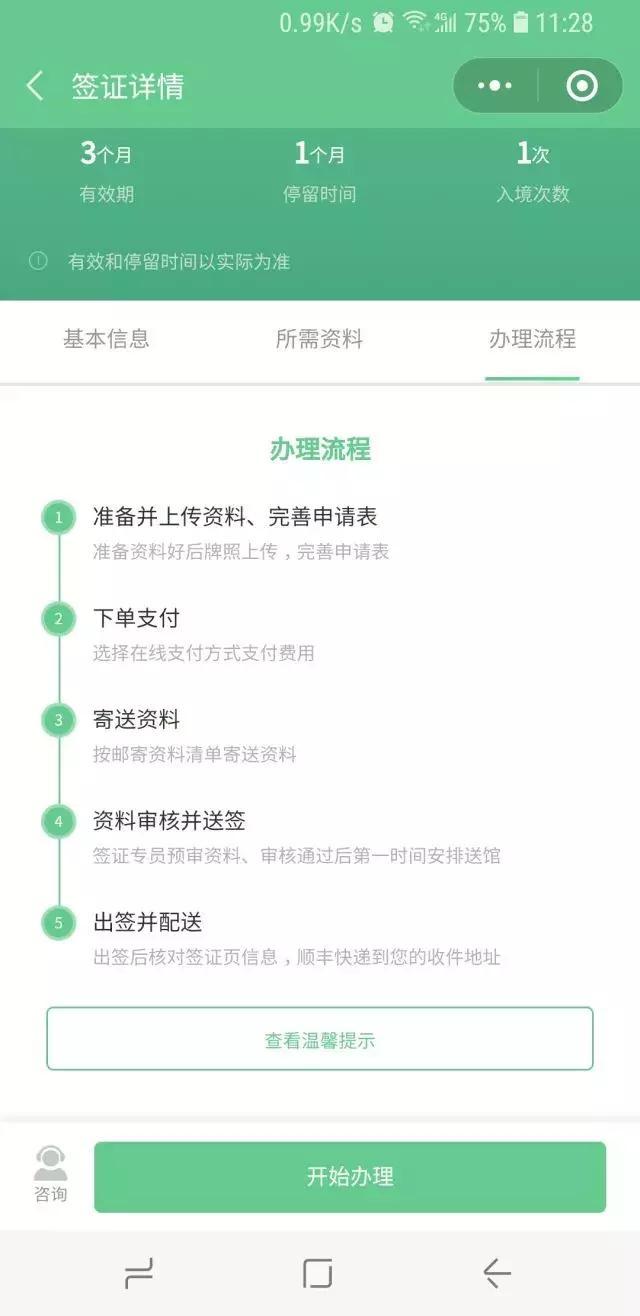 0.99K/s 4G 75% 11:28
签证详情
3个月 1个月 1次
有效期 停留时间 入境次数
有效和停留时间以实际为准
基本信息 所需资料 办理流程
办理流程
1 准备并上传资料、完善申请表
准备资料好后牌照上传，完善申请表
2 下单支付
选择在线支付方式支付费用
3 寄送资料
按邮寄资料清单寄送资料
4 资料审核并送签
签证专员预审资料、审核通过后第一时间安排送馆
5 出签并配送
出签后核对签证页信息，顺丰快递到您的收件地址
查看温馨提示
咨询 开始办理